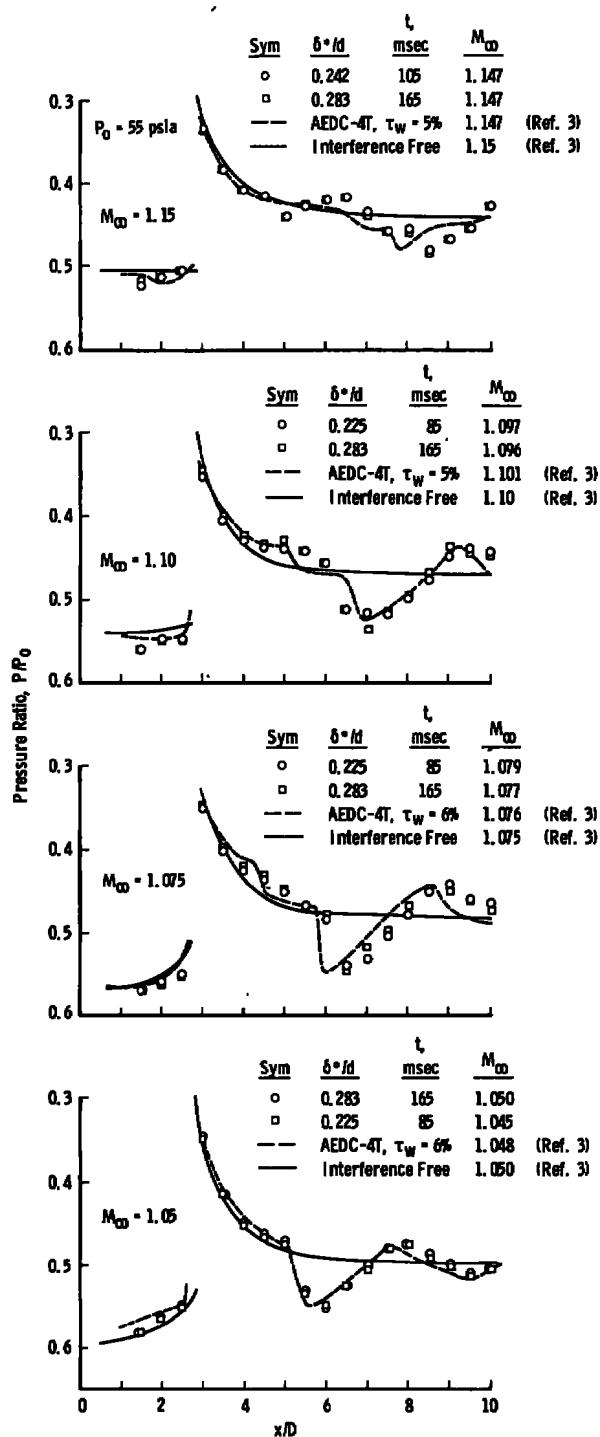 t,
Sym δ*/d msec M∞
○ 0.242 105 1.147
□ 0.283 165 1.147
AEDC-4T, τw = 5% 1.147 (Ref. 3)
Interference Free 1.15 (Ref. 3)
P0 = 55 psia
M∞ = 1.15
0.3
0.4
0.5
0.6
t,
Sym δ*/d msec M∞
○ 0.225 85 1.097
□ 0.283 165 1.096
AEDC-4T, τw = 5% 1.101 (Ref. 3)
Interference Free 1.10 (Ref. 3)
M∞ = 1.10
0.3
0.4
0.5
0.6
Pressure Ratio, P/P0
t,
Sym δ*/d msec M∞
○ 0.225 85 1.079
□ 0.283 165 1.077
AEDC-4T, τw = 6% 1.076 (Ref. 3)
Interference Free 1.075 (Ref. 3)
M∞ = 1.075
0.3
0.4
0.5
0.6
t,
Sym δ*/d msec M∞
○ 0.283 165 1.050
□ 0.225 85 1.045
AEDC-4T, τw = 6% 1.048 (Ref. 3)
Interference Free 1.050 (Ref. 3)
M∞ = 1.05
0.3
0.4
0.5
0.6
0 2 4 6 8 10
x/D